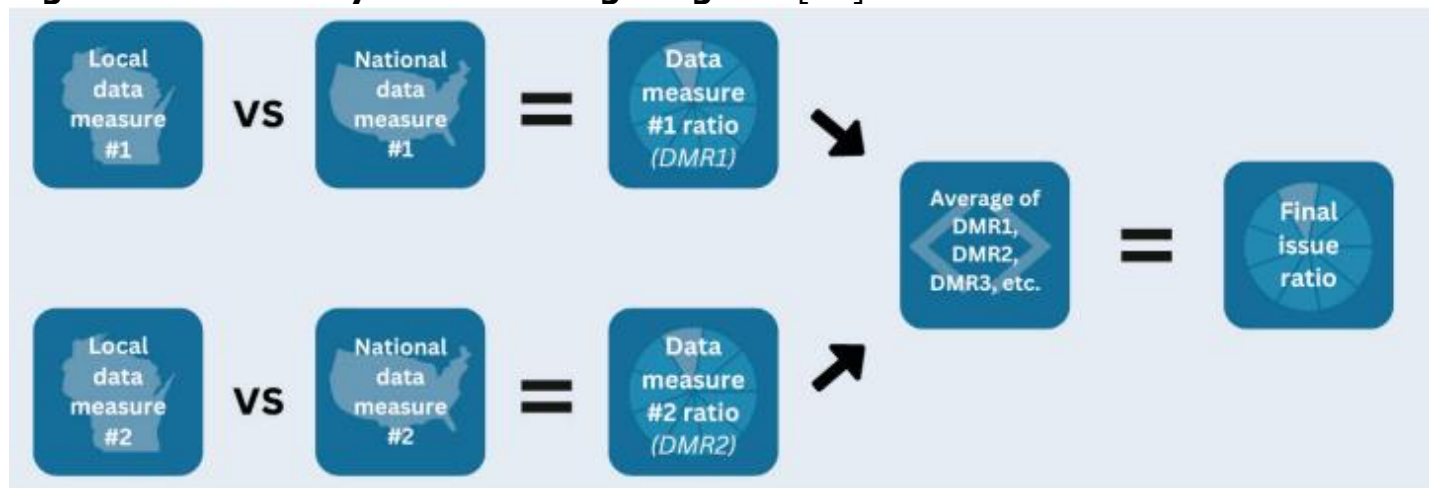 Local
data
measure
#1
vs
National
data
measure
#1
=
Data
measure
#1 ratio
(DMR1)
Local
data
measure
#2
vs
National
data
measure
#2
=
Data
measure
#2 ratio
(DMR2)
Average of
DMR1,
DMR2,
DMR3, etc.
=
Final
issue
ratio